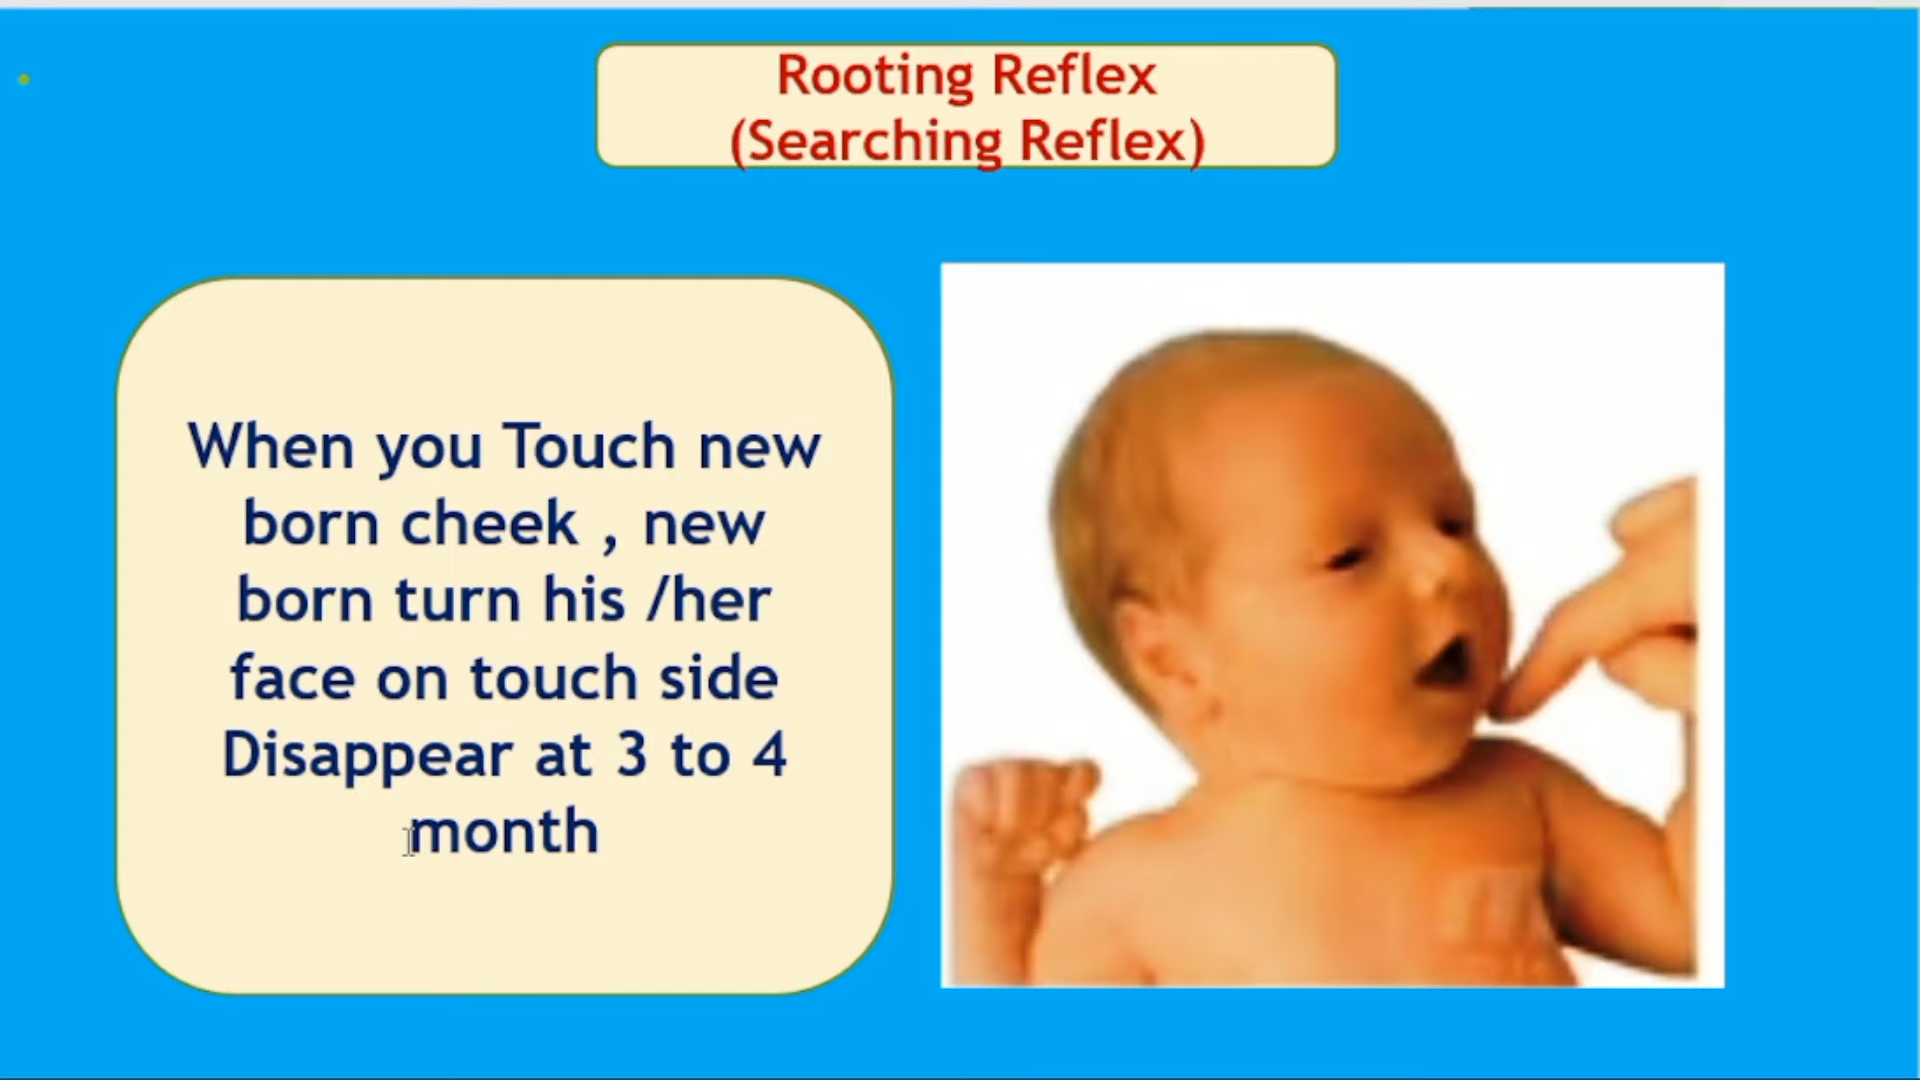 Rooting Reflex
(Searching Reflex)
When you Touch new
born cheek , new
born turn his /her
face on touch side
Disappear at 3 to 4
month